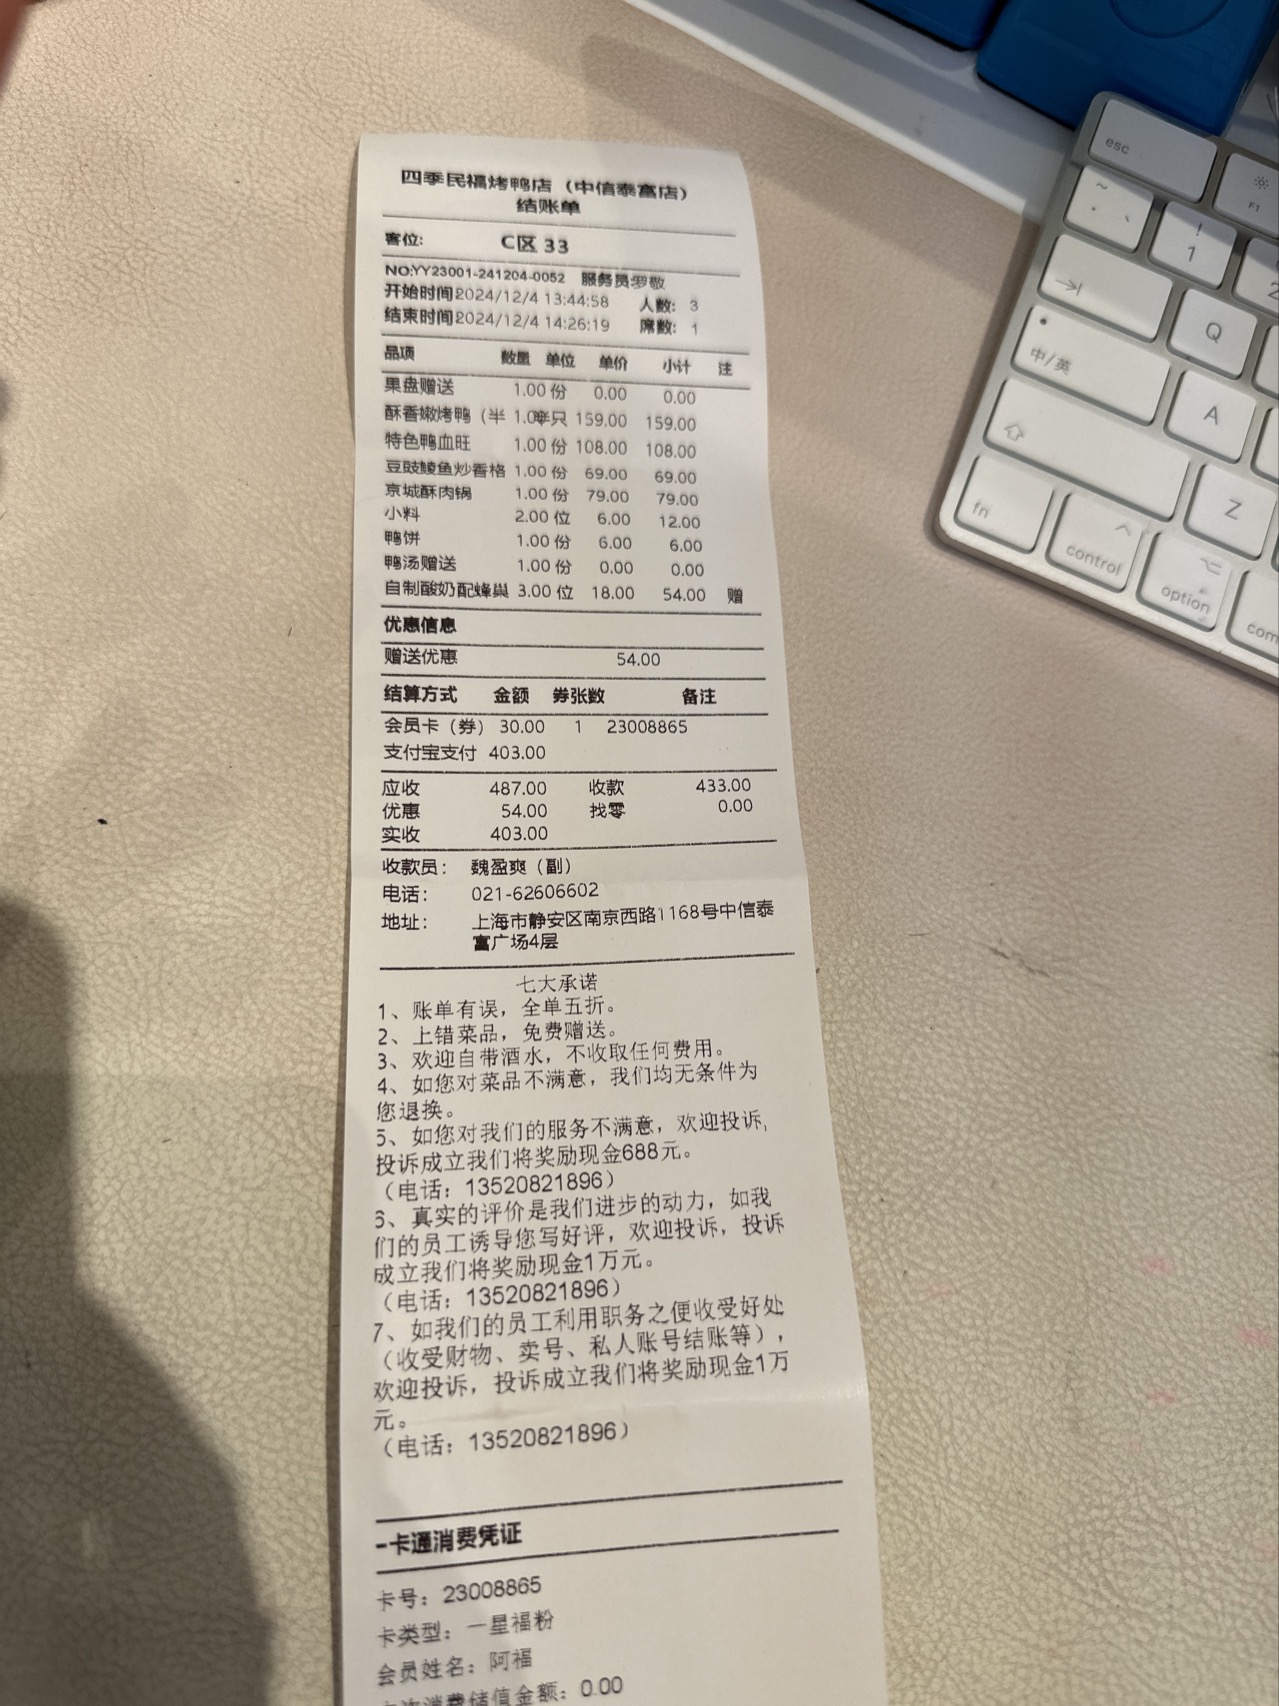 四季民福烤鸭店（中信泰富店）
结账单
客位: C区 33
NO:YY23001-241204-0052 服务员罗敬
开始时间2024/12/4 13:44:58 人数: 3
结束时间2024/12/4 14:26:19 席数: 1
品项 数量 单位 单价 小计 注
果盘赠送 1.00 份 0.00 0.00
酥香嫩烤鸭（半 1.00半只 159.00 159.00
特色鸭血旺 1.00 份 108.00 108.00
豆豉鲮鱼炒香格 1.00 份 69.00 69.00
京城酥肉锅 1.00 份 79.00 79.00
小料 2.00 位 6.00 12.00
鸭饼 1.00 份 6.00 6.00
鸭汤赠送 1.00 份 0.00 0.00
自制酸奶配蜂巢 3.00 位 18.00 54.00 赠
优惠信息
赠送优惠 54.00
结算方式 金额 券张数 备注
会员卡（券） 30.00 1 23008865
支付宝支付 403.00
应收 487.00 收款 433.00
优惠 54.00 找零 0.00
实收 403.00
收款员: 魏盈爽（副）
电话: 021-62606602
地址: 上海市静安区南京西路1168号中信泰
富广场4层
七大承诺
1、账单有误，全单五折。
2、上错菜品，免费赠送。
3、欢迎自带酒水，不收取任何费用。
4、如您对菜品不满意，我们均无条件为
您退换。
5、如您对我们的服务不满意，欢迎投诉，
投诉成立我们将奖励现金688元。
（电话：13520821896）
6、真实的评价是我们进步的动力，如我
们的员工诱导您写好评，欢迎投诉，投诉
成立我们将奖励现金1万元。
（电话：13520821896）
7、如我们的员工利用职务之便收受好处
（收受财物、卖号、私人账号结账等），
欢迎投诉，投诉成立我们将奖励现金1万
元。
（电话：13520821896）
一卡通消费凭证
卡号：23008865
卡类型：一星福粉
会员姓名：阿福
消费储值金额：0.00
esc
F1
~
!
1
2
Q
中/英
A
Z
fn
control
option
com